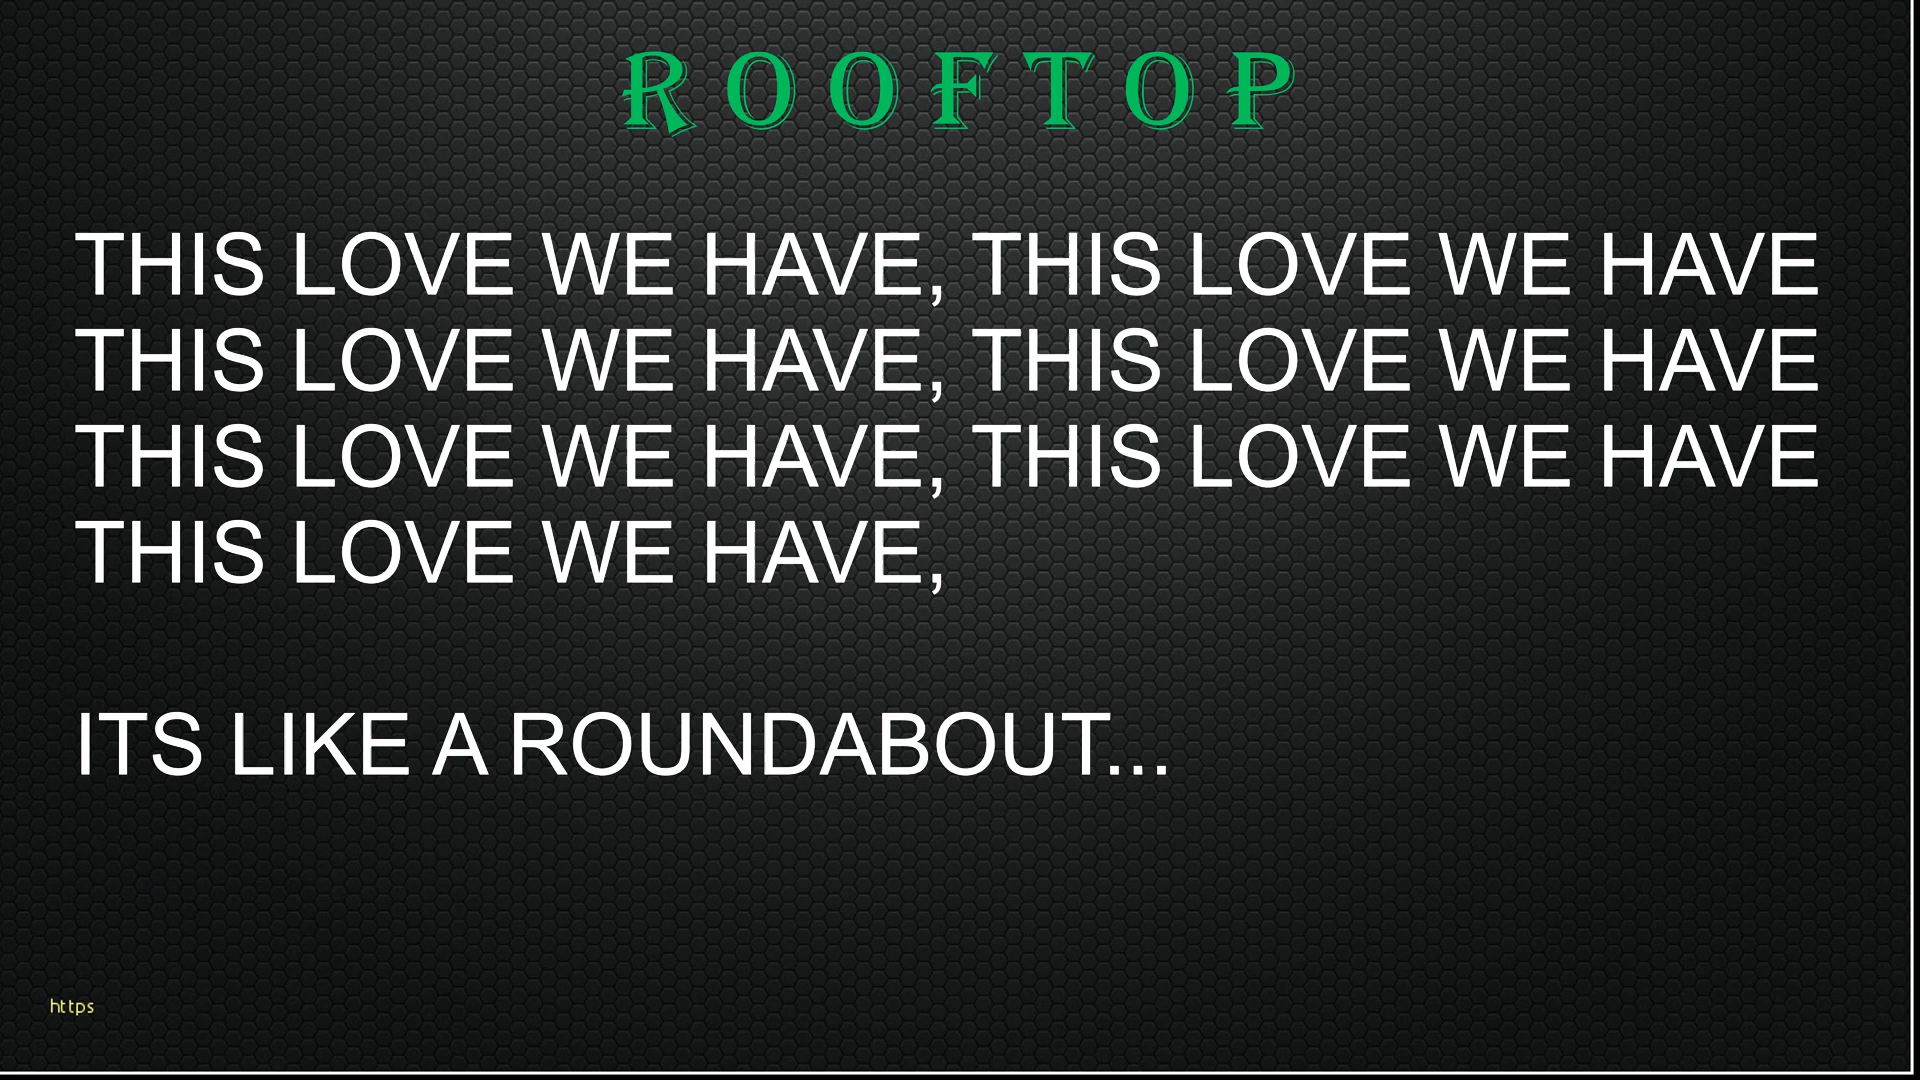 ROOFTOP
THIS LOVE WE HAVE, THIS LOVE WE HAVE
THIS LOVE WE HAVE, THIS LOVE WE HAVE
THIS LOVE WE HAVE, THIS LOVE WE HAVE
THIS LOVE WE HAVE,
ITS LIKE A ROUNDABOUT...
https